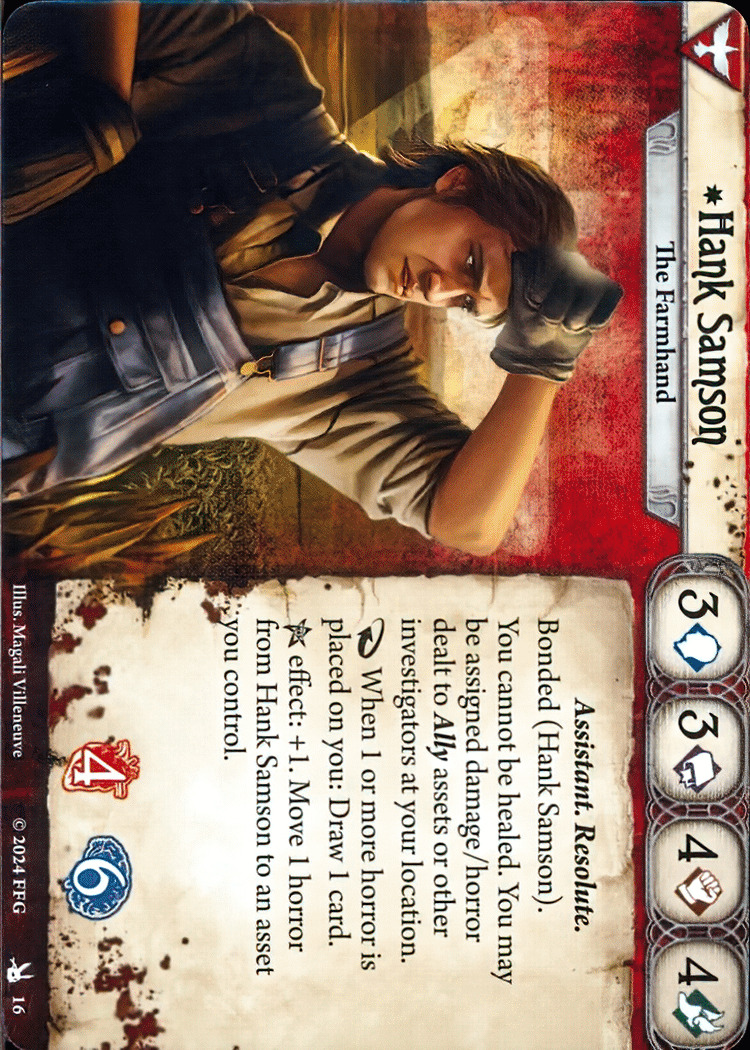 Hank Samson
The Farmhand
3 3 4 4
Assistant. Resolute.
Bonded (Hank Samson).
You cannot be healed. You may
be assigned damage/horror
dealt to Ally assets or other
investigators at your location.
When 1 or more horror is
placed on you: Draw 1 card.
effect: +1. Move 1 horror
from Hank Samson to an asset
you control.
4 6
Illus. Magali Villeneuve © 2024 FFG 16